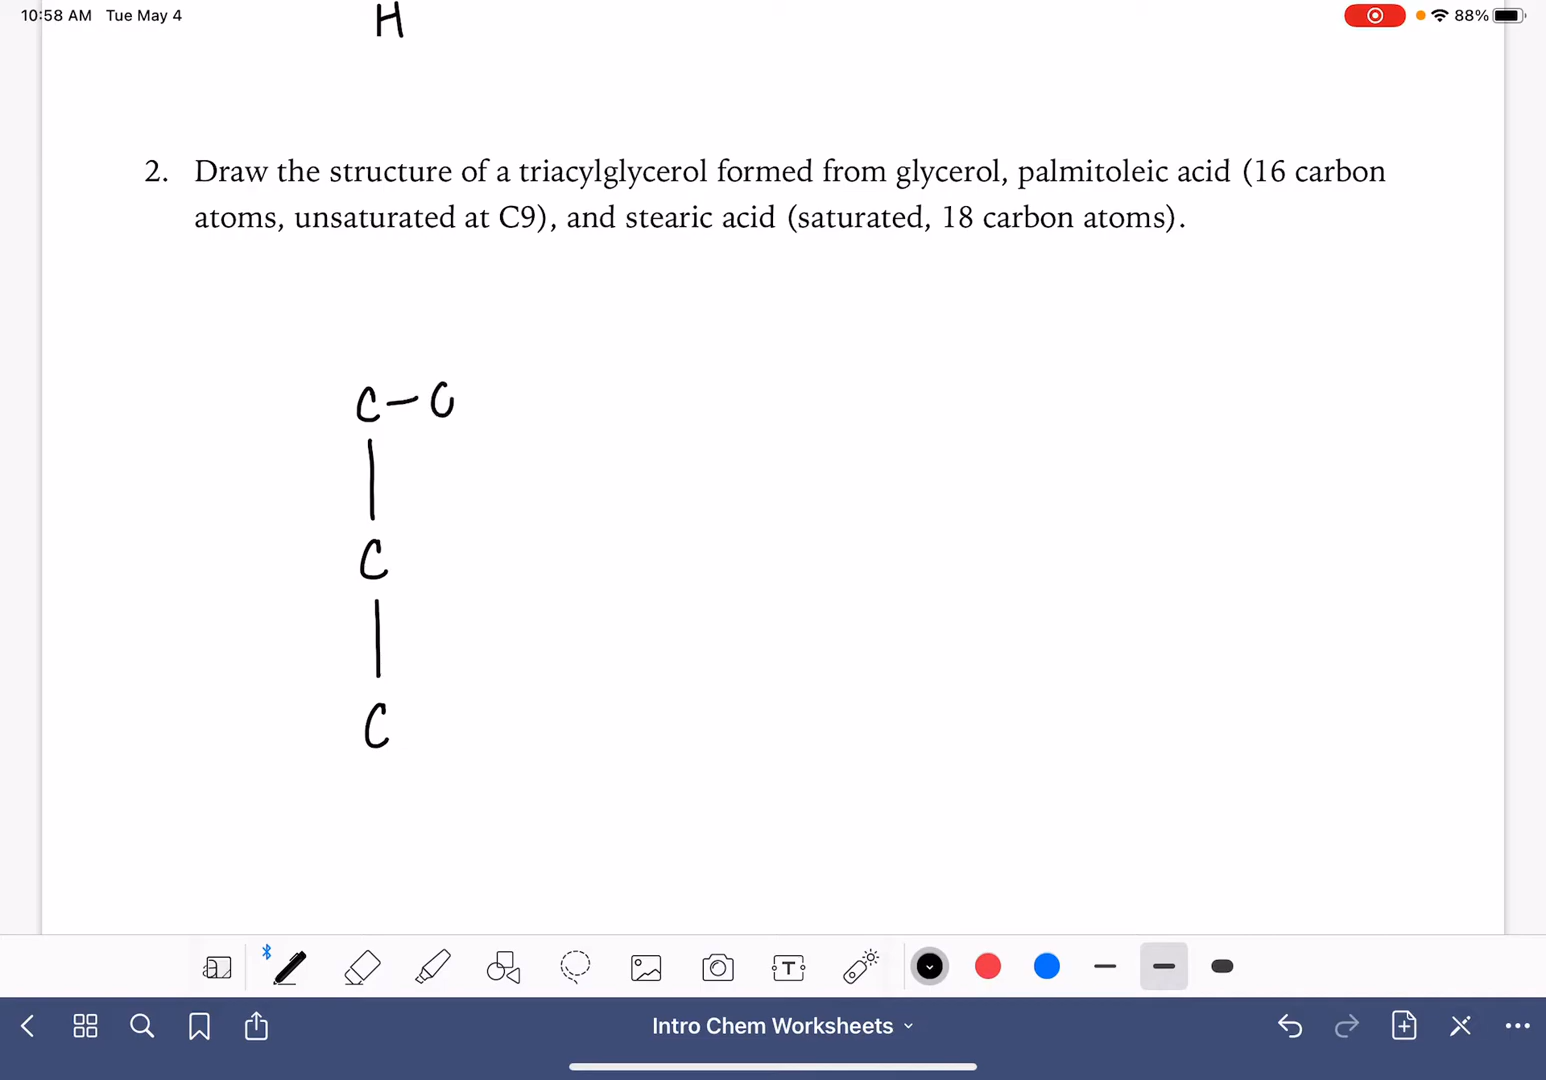 10:58 AM Tue May 4
88%
H
2. Draw the structure of a triacylglycerol formed from glycerol, palmitoleic acid (16 carbon
atoms, unsaturated at C9), and stearic acid (saturated, 18 carbon atoms).
C-O
C
C
a
T
Intro Chem Worksheets